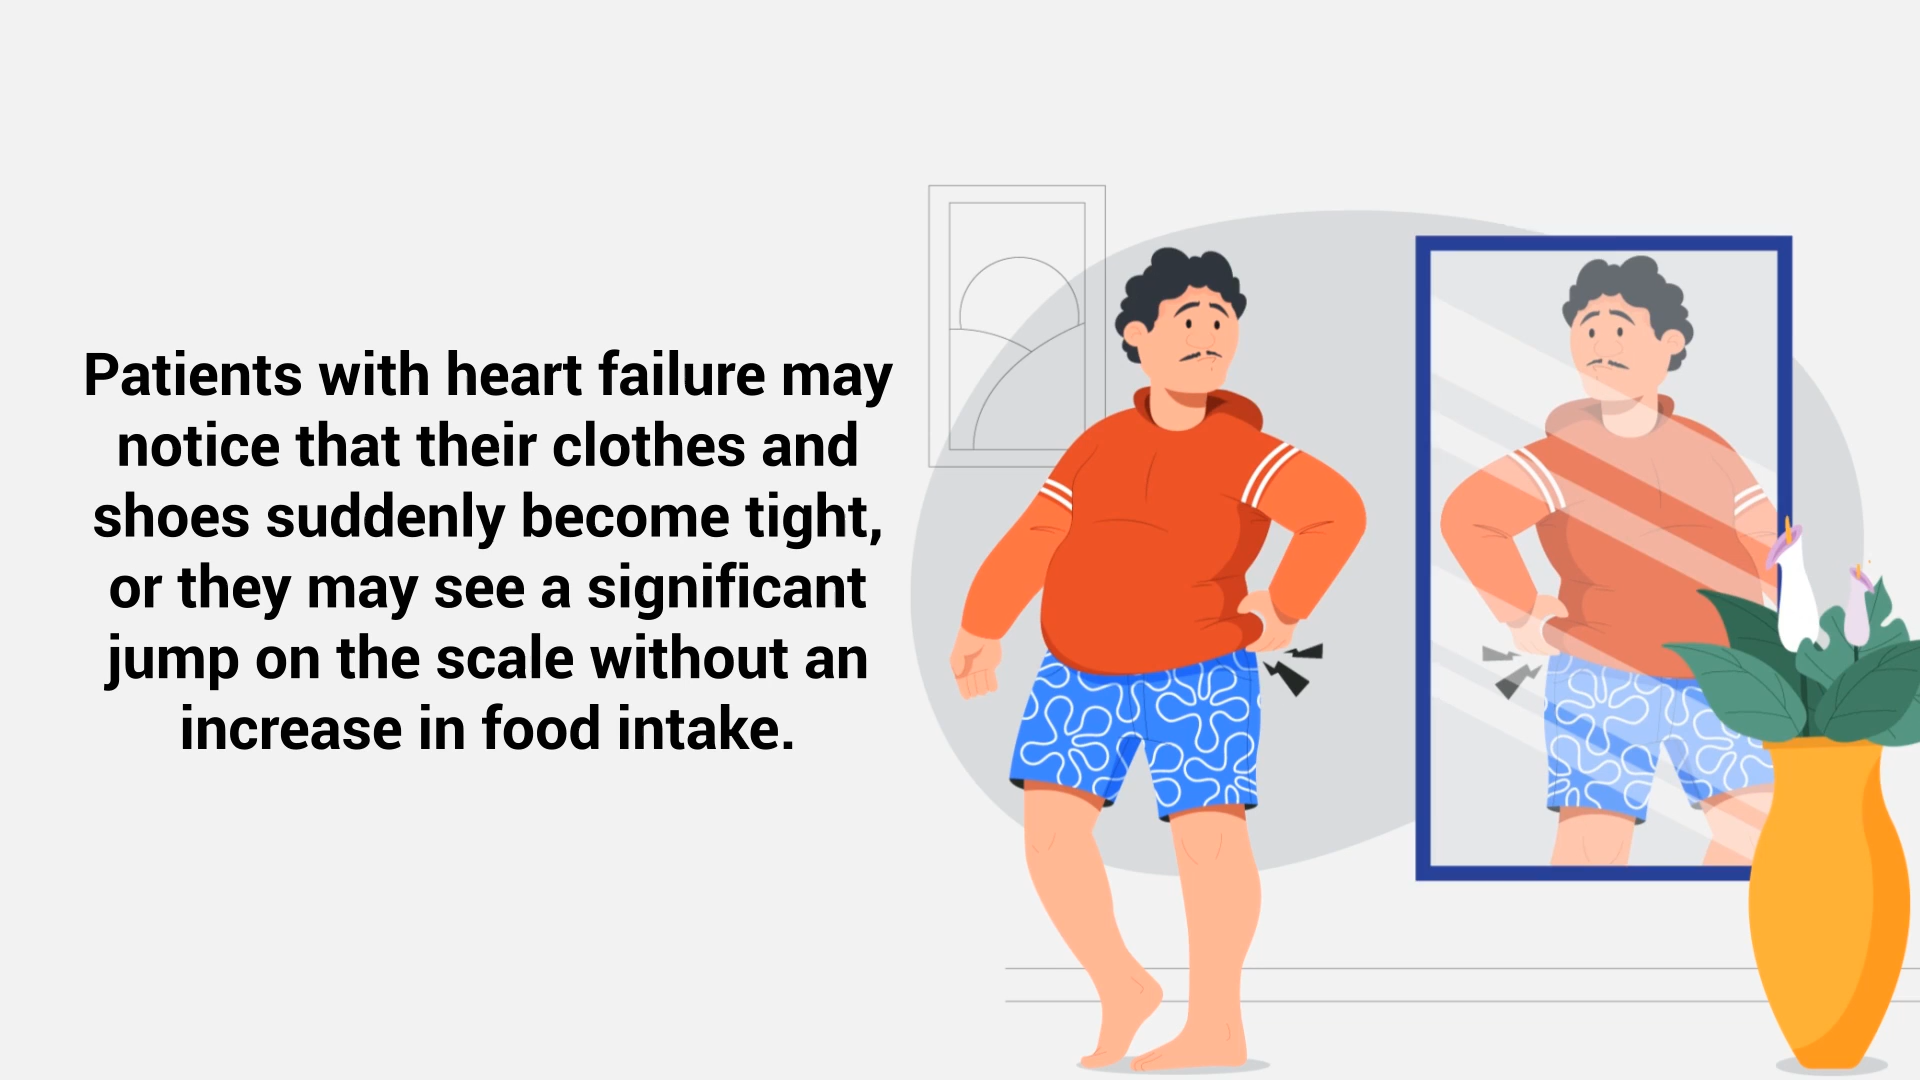 Patients with heart failure may
notice that their clothes and
shoes suddenly become tight,
or they may see a significant
jump on the scale without an
increase in food intake.